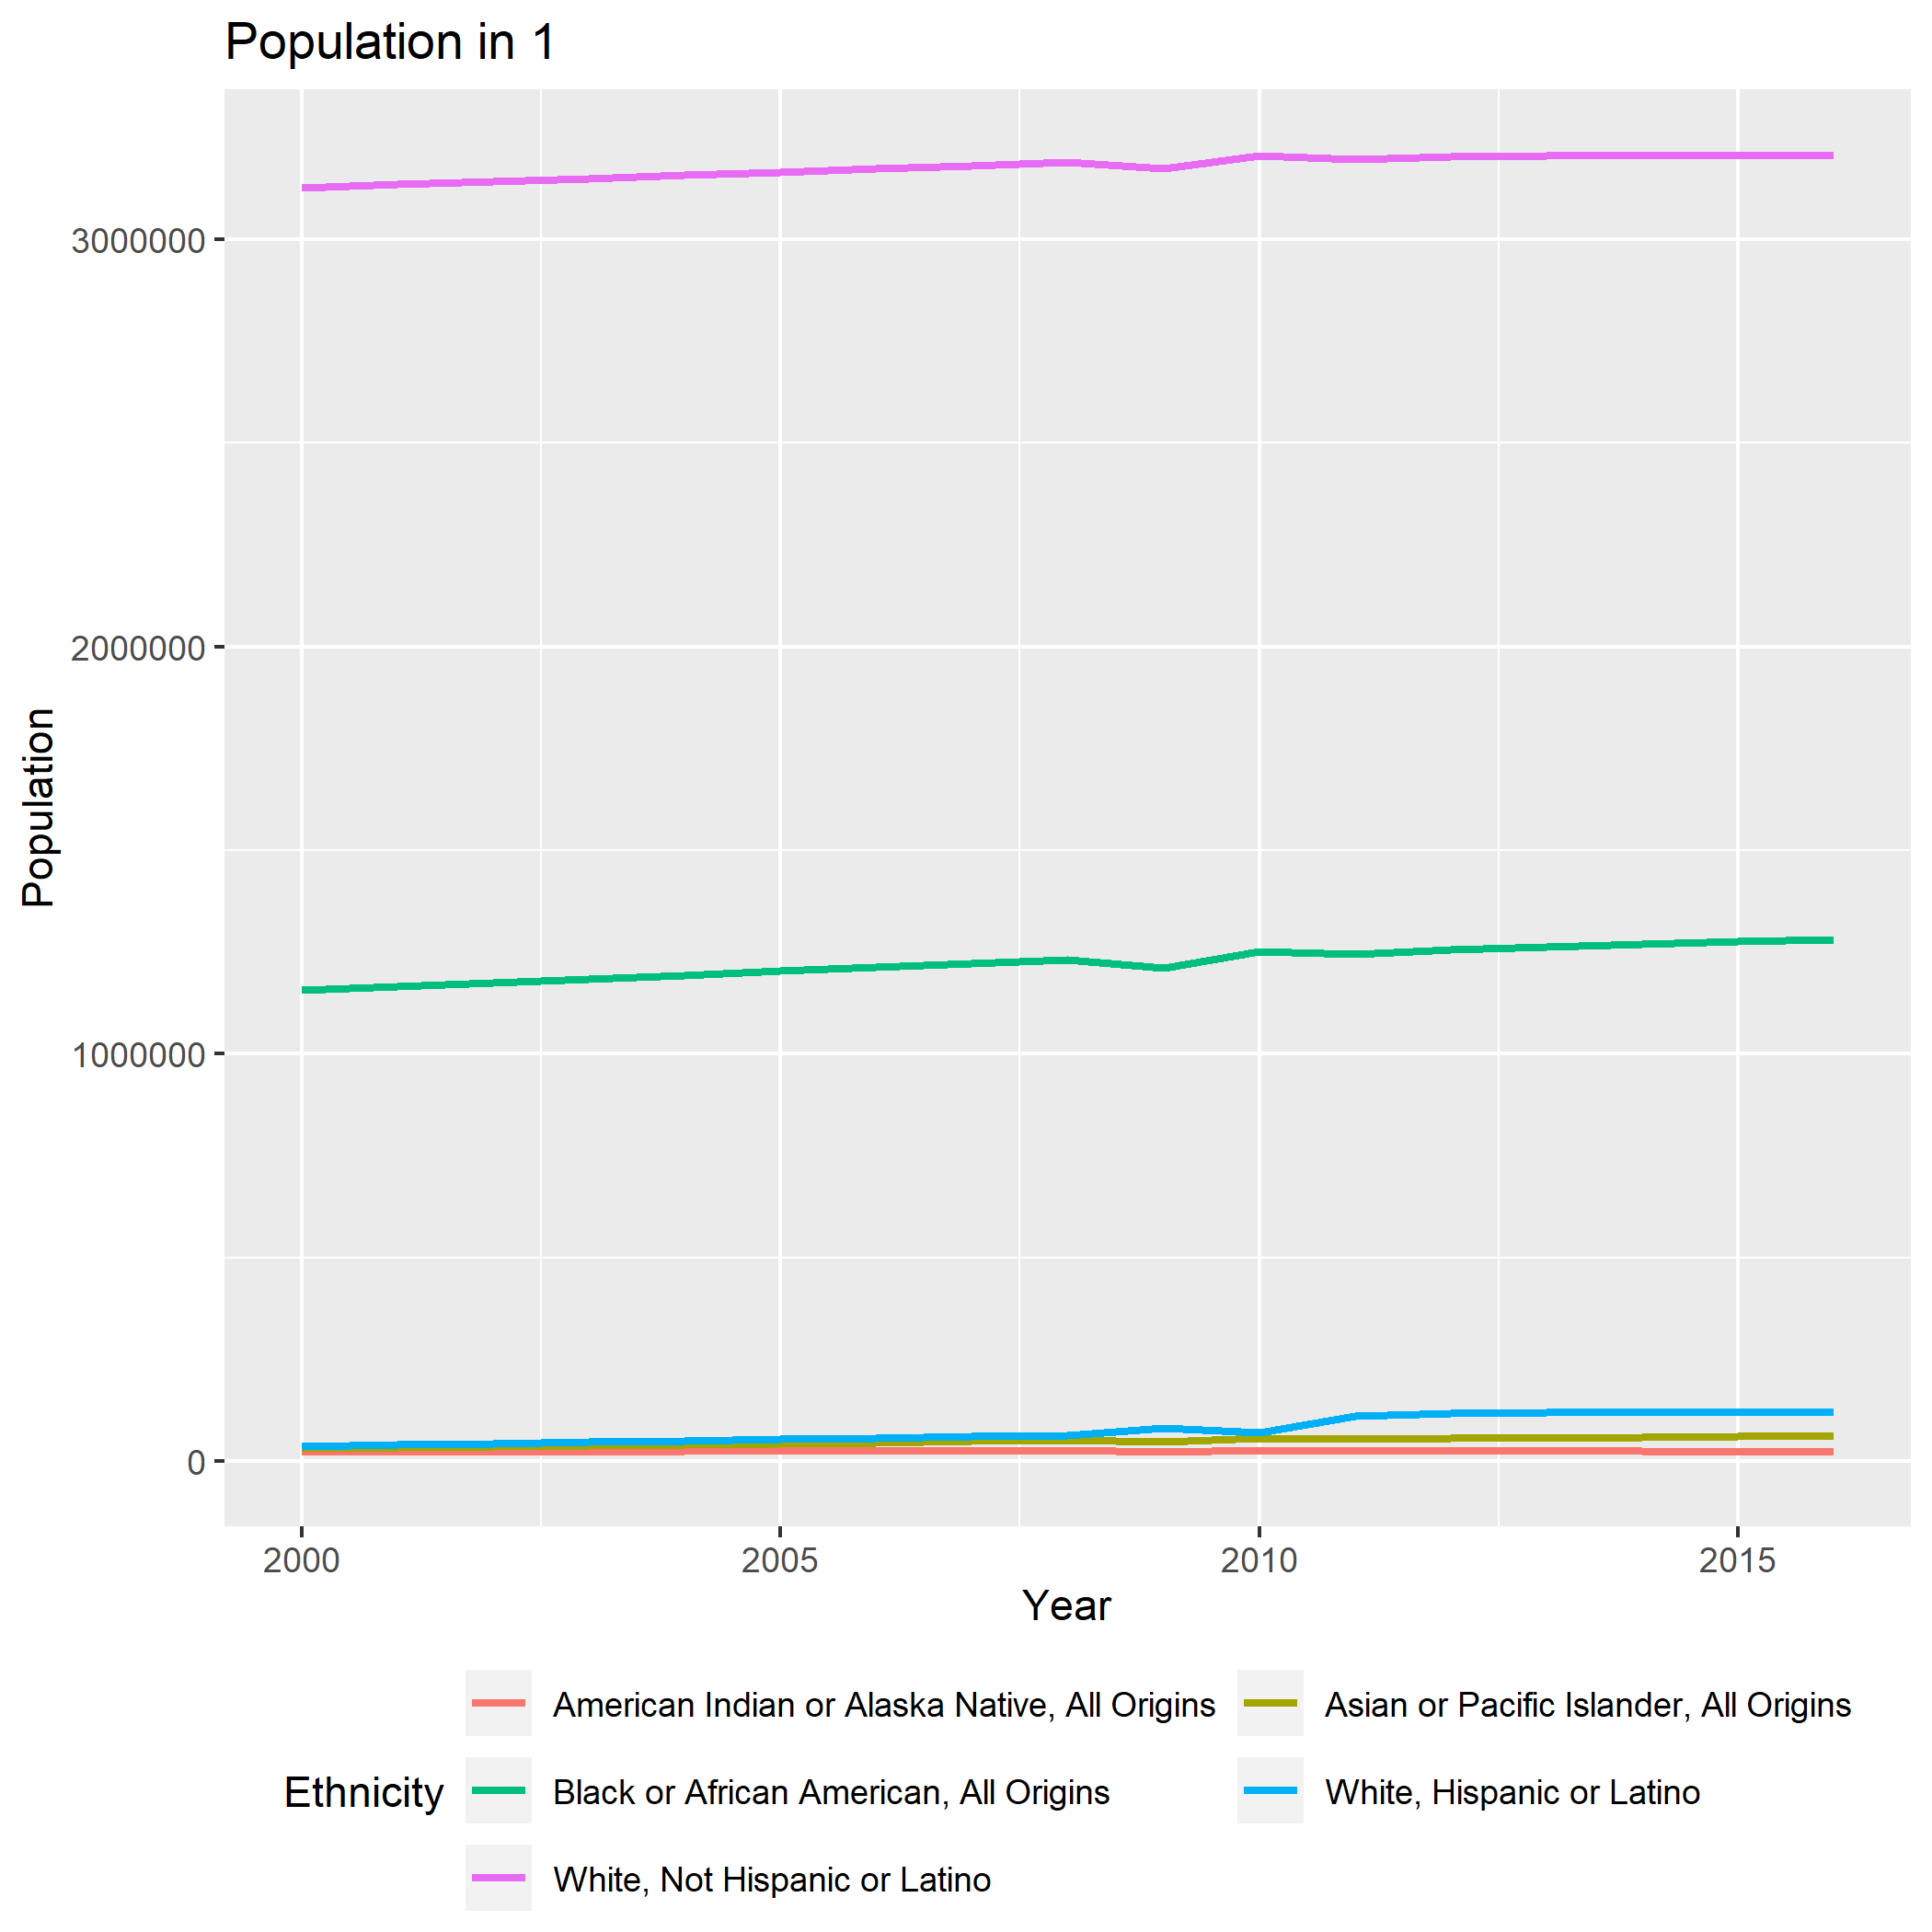 Population in 1
3000000
2000000
1000000
0
Population
2000 2005 2010 2015
Year
Ethnicity
American Indian or Alaska Native, All Origins
Asian or Pacific Islander, All Origins
Black or African American, All Origins
White, Hispanic or Latino
White, Not Hispanic or Latino